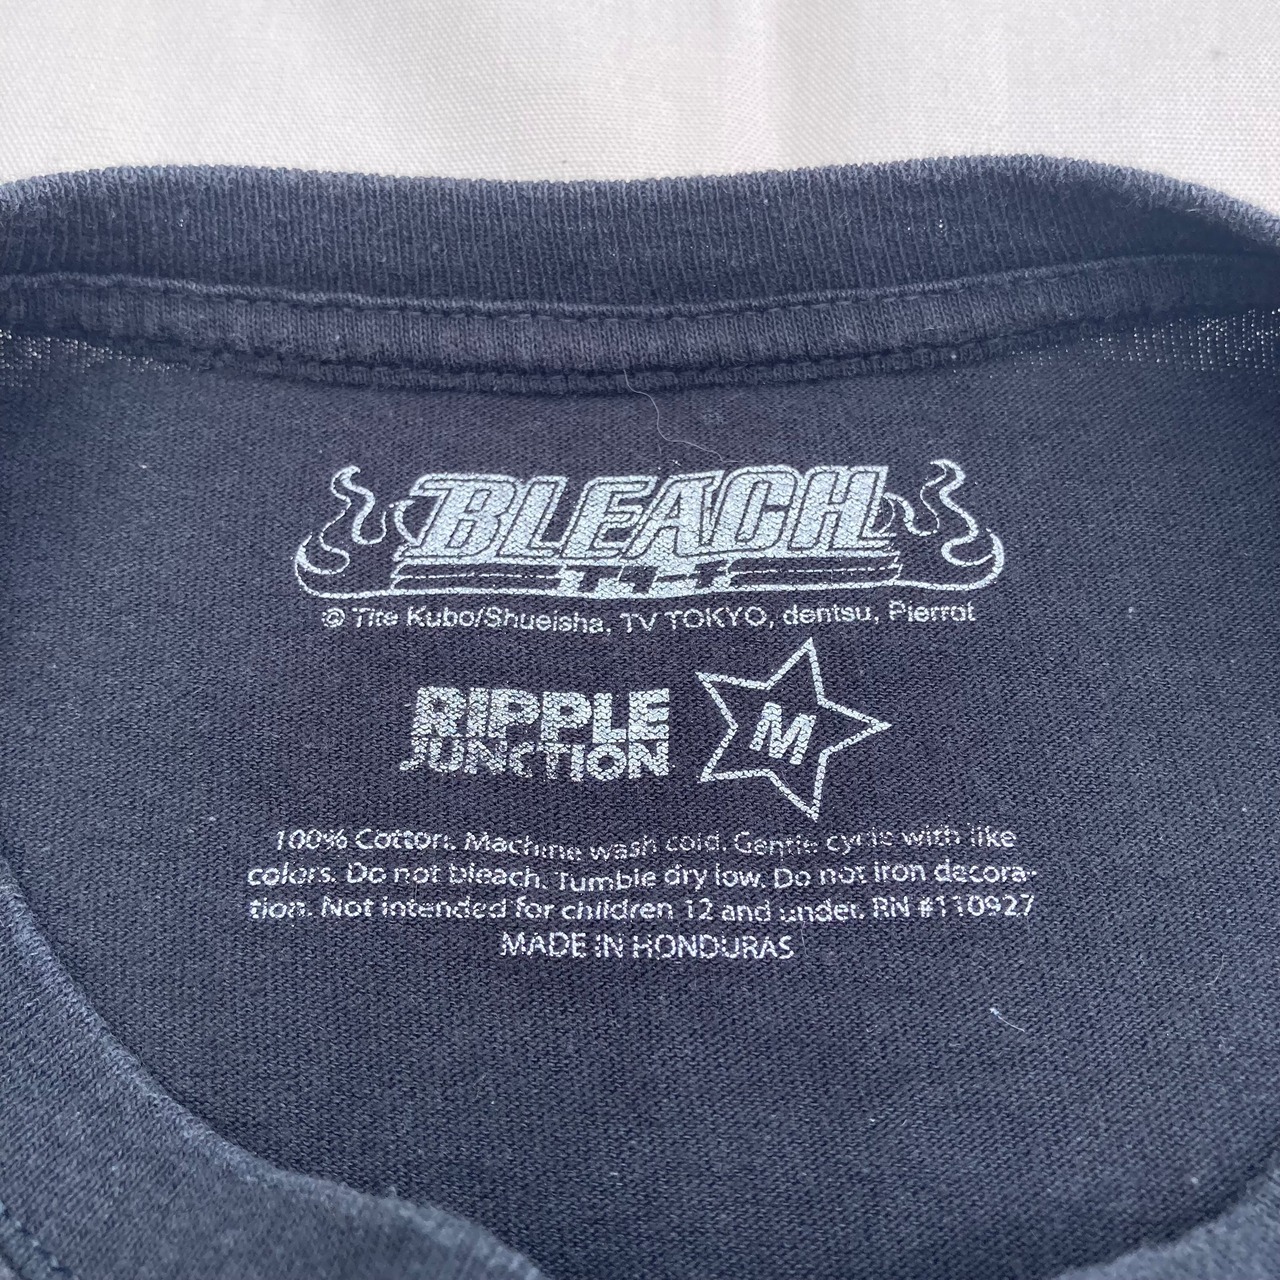 BLEACH
© Tite Kubo/Shueisha, TV TOKYO, dentsu, Pierrot
RIPPLE
JUNCTION
M
100% Cotton. Machine wash cold. Gentle cycle with like
colors. Do not bleach. Tumble dry low. Do not iron decora-
tion. Not intended for children 12 and under. RN #110927
MADE IN HONDURAS